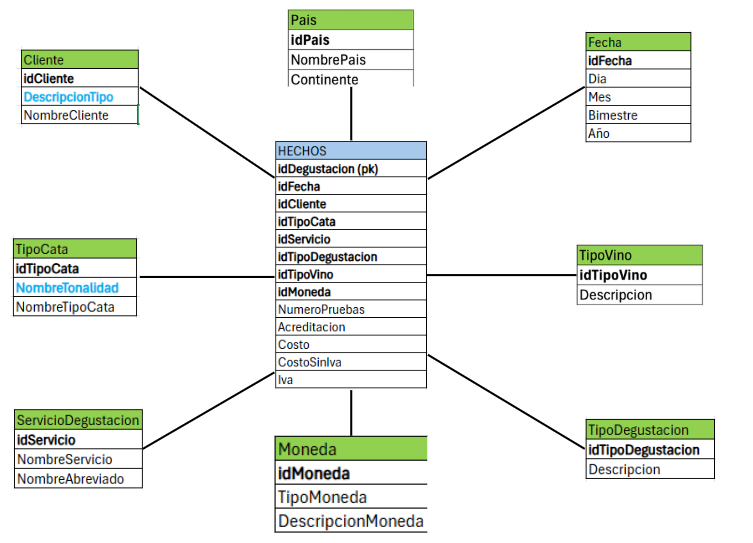 Pais
idPais
NombrePais
Continente
Cliente
idCliente
DescripcionTipo
NombreCliente
Fecha
idFecha
Dia
Mes
Bimestre
Año
HECHOS
idDegustacion (pk)
idFecha
idCliente
idTipoCata
idServicio
idTipoDegustacion
idTipoVino
idMoneda
NumeroPruebas
Acreditacion
Costo
CostoSinIva
Iva
TipoCata
idTipoCata
NombreTonalidad
NombreTipoCata
TipoVino
idTipoVino
Descripcion
ServicioDegustacion
idServicio
NombreServicio
NombreAbreviado
Moneda
idMoneda
TipoMoneda
DescripcionMoneda
TipoDegustacion
idTipoDegustacion
Descripcion